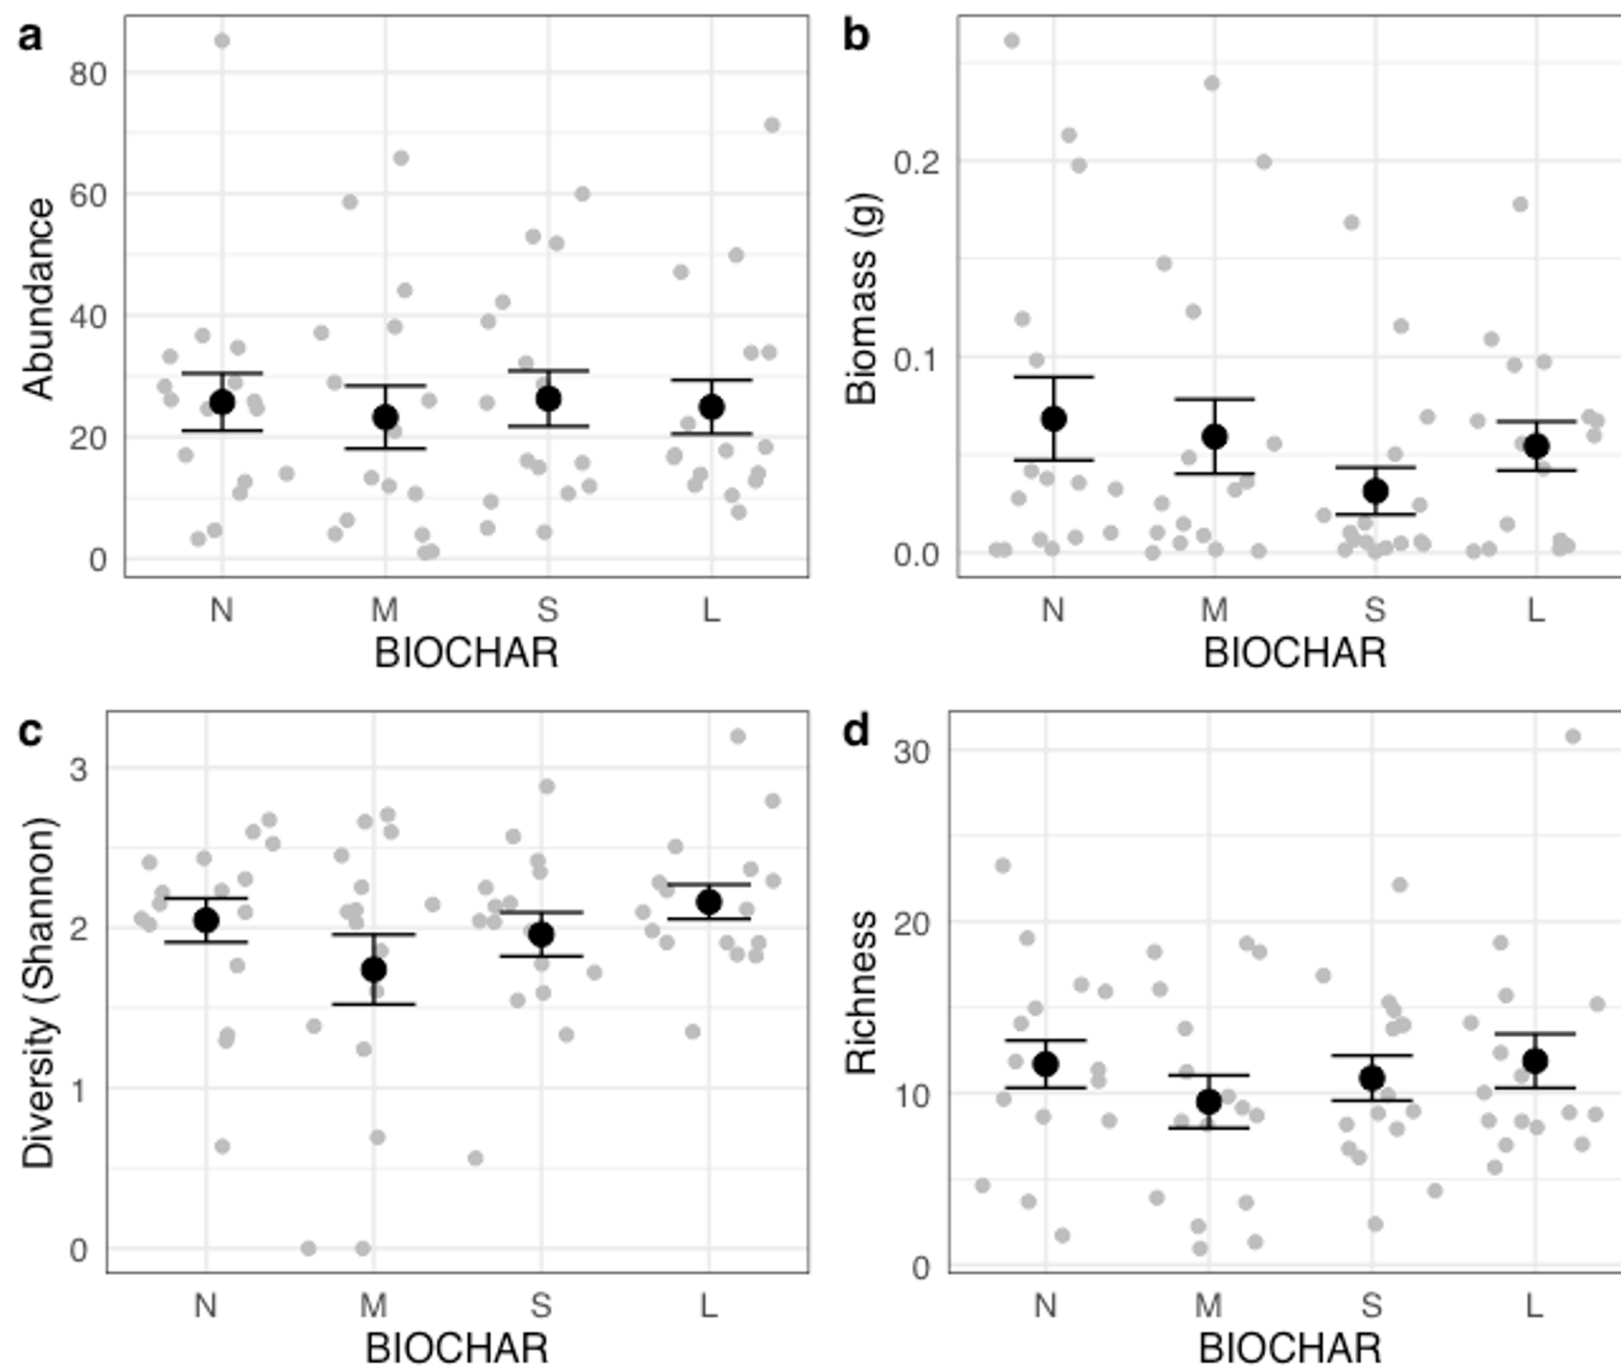 a
Abundance
80
60
40
20
0
N M S L
BIOCHAR
b
Biomass (g)
0.2
0.1
0.0
N M S L
BIOCHAR
c
Diversity (Shannon)
3
2
1
0
N M S L
BIOCHAR
d
Richness
30
20
10
0
N M S L
BIOCHAR